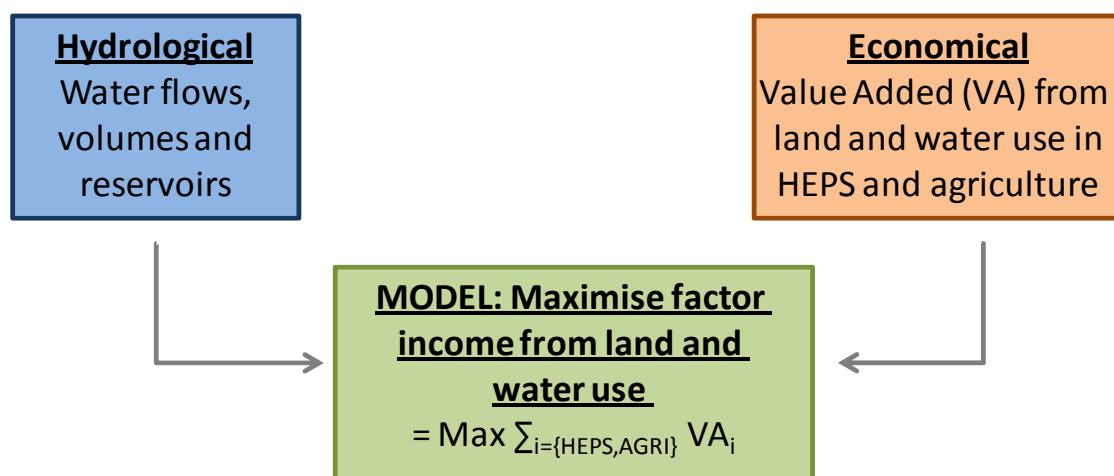 Hydrological
Water flows,
volumes and
reservoirs
Economical
Value Added (VA) from
land and water use in
HEPS and agriculture
MODEL: Maximise factor
income from land and
water use
= Max ∑i={HEPS,AGRI} VAi